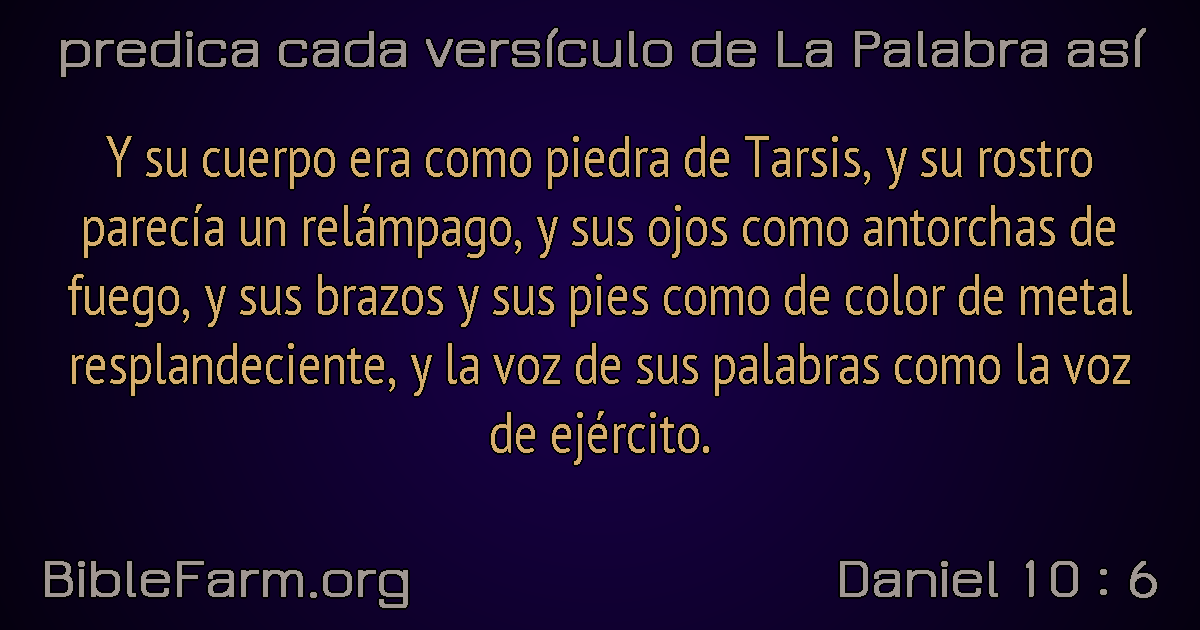 predica cada versículo de La Palabra así
Y su cuerpo era como piedra de Tarsis, y su rostro
parecía un relámpago, y sus ojos como antorchas de
fuego, y sus brazos y sus pies como de color de metal
resplandeciente, y la voz de sus palabras como la voz
de ejército.
BibleFarm.org
Daniel 10 : 6